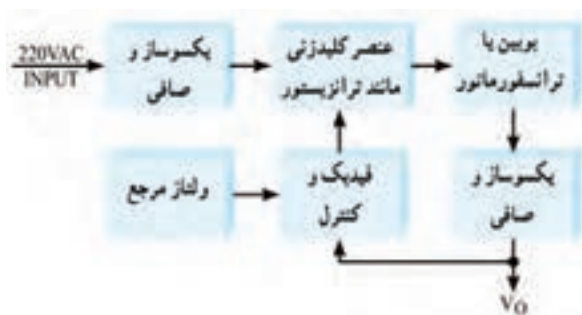 220VAC
INPUT
یکسوساز و
صافی
عنصر کلیدزنی
مانند ترانزیستور
بوبین یا
ترانسفورماتور
ولتاژ مرجع
فیدبک و
کنترل
یکسوساز و
صافی
VO